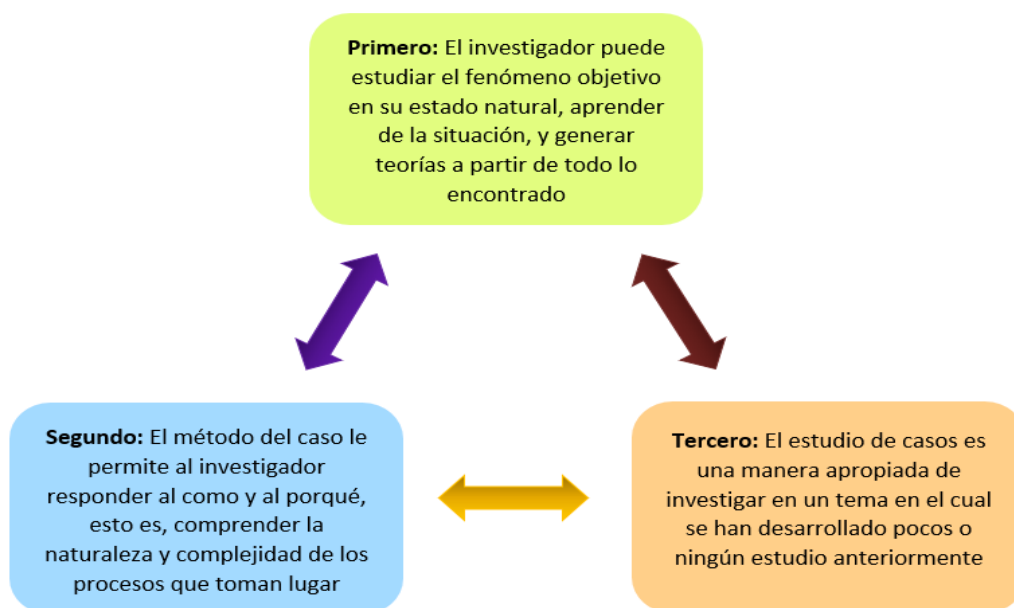 Primero: El investigador puede
estudiar el fenómeno objetivo
en su estado natural, aprender
de la situación, y generar
teorías a partir de todo lo
encontrado
Segundo: El método del caso le
permite al investigador
responder al como y al porqué,
esto es, comprender la
naturaleza y complejidad de los
procesos que toman lugar
Tercero: El estudio de casos es
una manera apropiada de
investigar en un tema en el cual
se han desarrollado pocos o
ningún estudio anteriormente